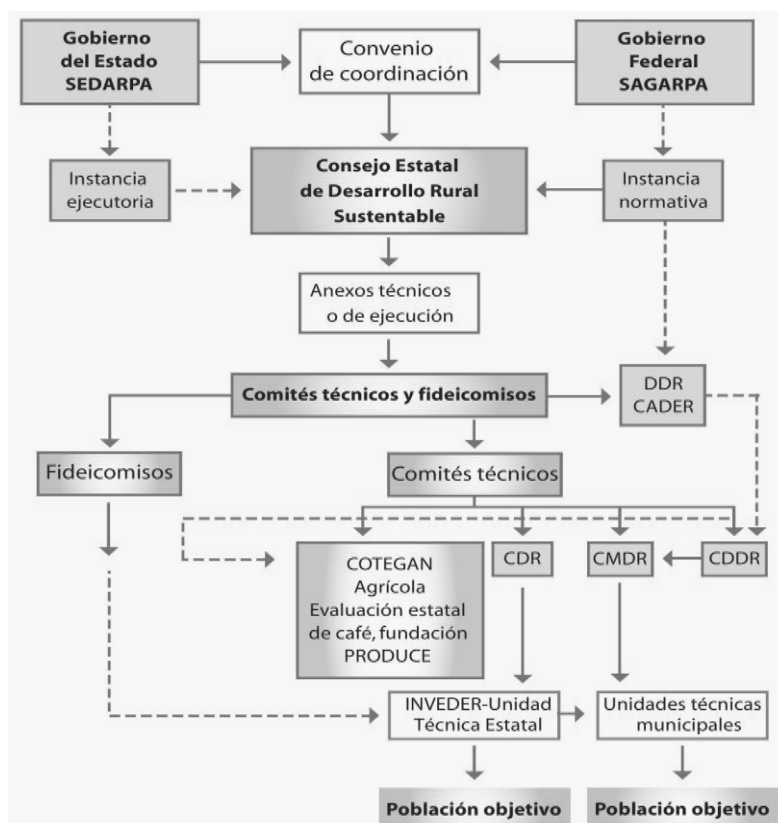 Gobierno
del Estado
SEDARPA
Convenio
de coordinación
Gobierno
Federal
SAGARPA
Instancia
ejecutoria
Consejo Estatal
de Desarrollo Rural
Sustentable
Instancia
normativa
Anexos técnicos
o de ejecución
Comités técnicos y fideicomisos
DDR
CADER
Fideicomisos
Comités técnicos
COTEGAN
Agrícola
Evaluación estatal
de café, fundación
PRODUCE
CDR
CMDR
CDDR
INVEDER-Unidad
Técnica Estatal
Unidades técnicas
municipales
Población objetivo
Población objetivo